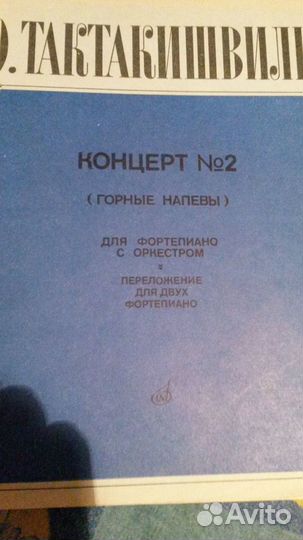 О. ТАКТАКИШВИЛИ
КОНЦЕРТ №2
(ГОРНЫЕ НАПЕВЫ)
ДЛЯ ФОРТЕПИАНО
С ОРКЕСТРОМ
ПЕРЕЛОЖЕНИЕ
ДЛЯ ДВУХ
ФОРТЕПИАНО
Avito